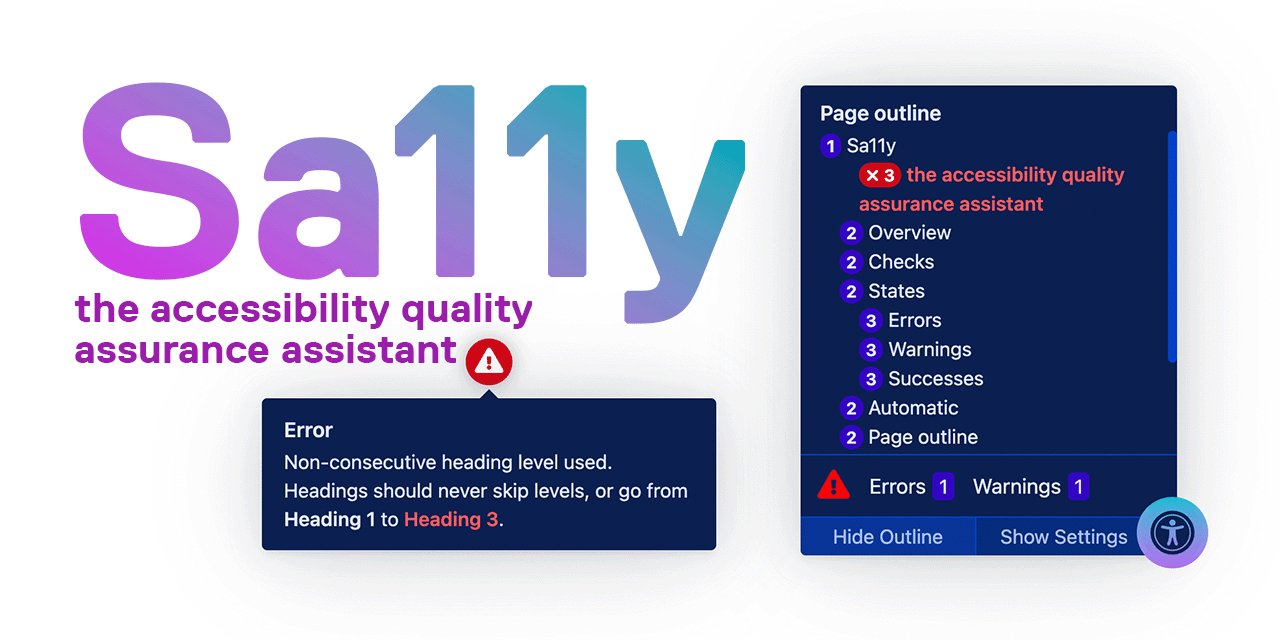 Sa11y
the accessibility quality
assurance assistant
Error
Non-consecutive heading level used.
Headings should never skip levels, or go from
Heading 1 to Heading 3.
Page outline
1 Sa11y
× 3 the accessibility quality
assurance assistant
2 Overview
2 Checks
2 States
3 Errors
3 Warnings
3 Successes
2 Automatic
2 Page outline
Errors 1 Warnings 1
Hide Outline Show Settings